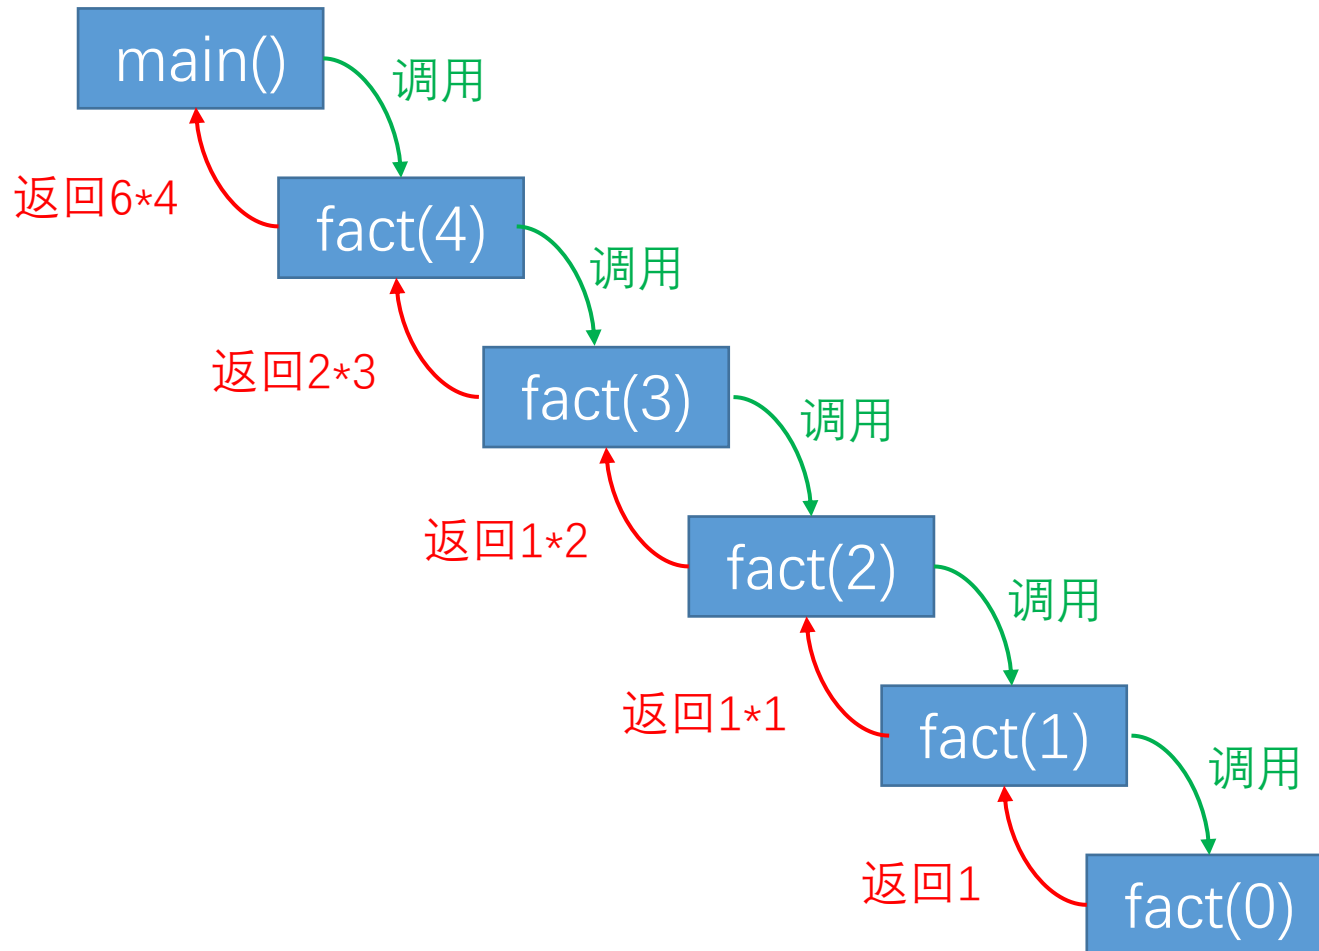 main()
调用
返回6*4
fact(4)
调用
返回2*3
fact(3)
调用
返回1*2
fact(2)
调用
返回1*1
fact(1)
调用
返回1
fact(0)